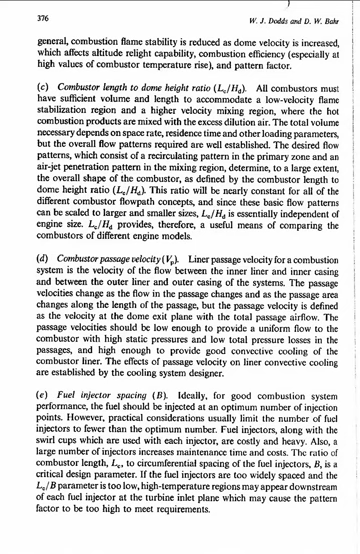 376
W. J. Dodds and D. W. Bahr
general, combustion flame stability is reduced as dome velocity is increased,
which affects altitude relight capability, combustion efficiency (especially at
high values of combustor temperature rise), and pattern factor.
(c) Combustor length to dome height ratio (Lc/Hd). All combustors must
have sufficient volume and length to accommodate a low-velocity flame
stabilization region and a higher velocity mixing region, where the hot
combustion products are mixed with the excess dilution air. The total volume
necessary depends on space rate, residence time and other loading parameters,
but the overall flow patterns required are well established. The desired flow
patterns, which consist of a recirculating pattern in the primary zone and an
air-jet penetration pattern in the mixing region, determine, to a large extent,
the overall shape of the combustor, as defined by the combustor length to
dome height ratio (Lc/Hd). This ratio will be nearly constant for all of the
different combustor flowpath concepts, and since these basic flow patterns
can be scaled to larger and smaller sizes, Lc/Hd is essentially independent of
engine size. Lc/Hd provides, therefore, a useful means of comparing the
combustors of different engine models.
(d) Combustor passage velocity (Vp). Liner passage velocity for a combustion
system is the velocity of the flow between the inner liner and inner casing
and between the outer liner and outer casing of the systems. The passage
velocities change as the flow in the passage changes and as the passage area
changes along the length of the passage, but the passage velocity is defined
as the velocity at the dome exit plane with the total passage airflow. The
passage velocities should be low enough to provide a uniform flow to the
combustor with high static pressures and low total pressure losses in the
passages, and high enough to provide good convective cooling of the
combustor liner. The effects of passage velocity on liner convective cooling
are established by the cooling system designer.
(e) Fuel injector spacing (B). Ideally, for good combustion system
performance, the fuel should be injected at an optimum number of injection
points. However, practical considerations usually limit the number of fuel
injectors to fewer than the optimum number. Fuel injectors, along with the
swirl cups which are used with each injector, are costly and heavy. Also, a
large number of injectors increases maintenance time and costs. The ratio of
combustor length, Lc, to circumferential spacing of the fuel injectors, B, is a
critical design parameter. If the fuel injectors are too widely spaced and the
Lc/B parameter is too low, high-temperature regions may appear downstream
of each fuel injector at the turbine inlet plane which may cause the pattern
factor to be too high to meet requirements.